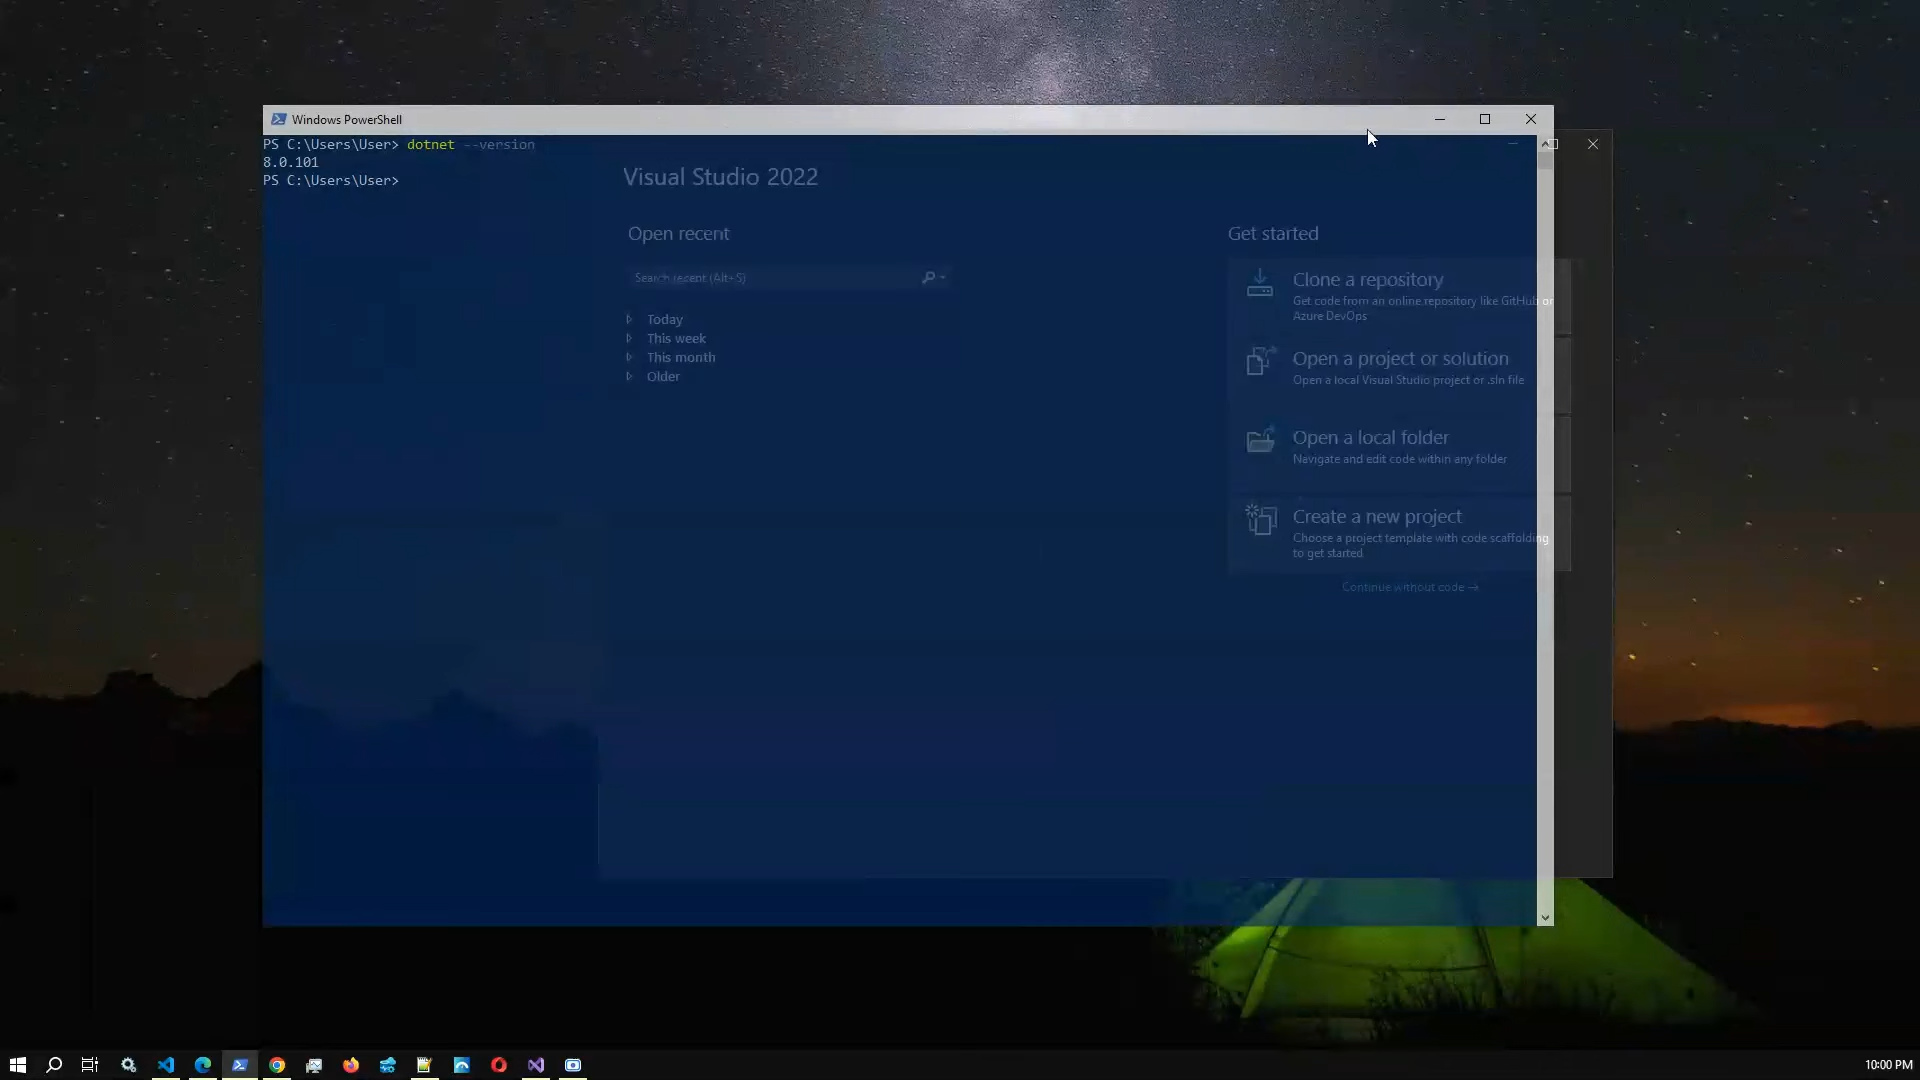 Windows PowerShell
PS C:\Users\User> dotnet --version
8.0.101
PS C:\Users\User>
Visual Studio 2022
Open recent
Search recent (Alt+S)
Today
This week
This month
Older
Get started
Clone a repository
Get code from an online repository like GitHub or
Azure DevOps
Open a project or solution
Open a local Visual Studio project or .sln file
Open a local folder
Navigate and edit code within any folder
Create a new project
Choose a project template with code scaffolding
to get started
Continue without code →
10:00 PM